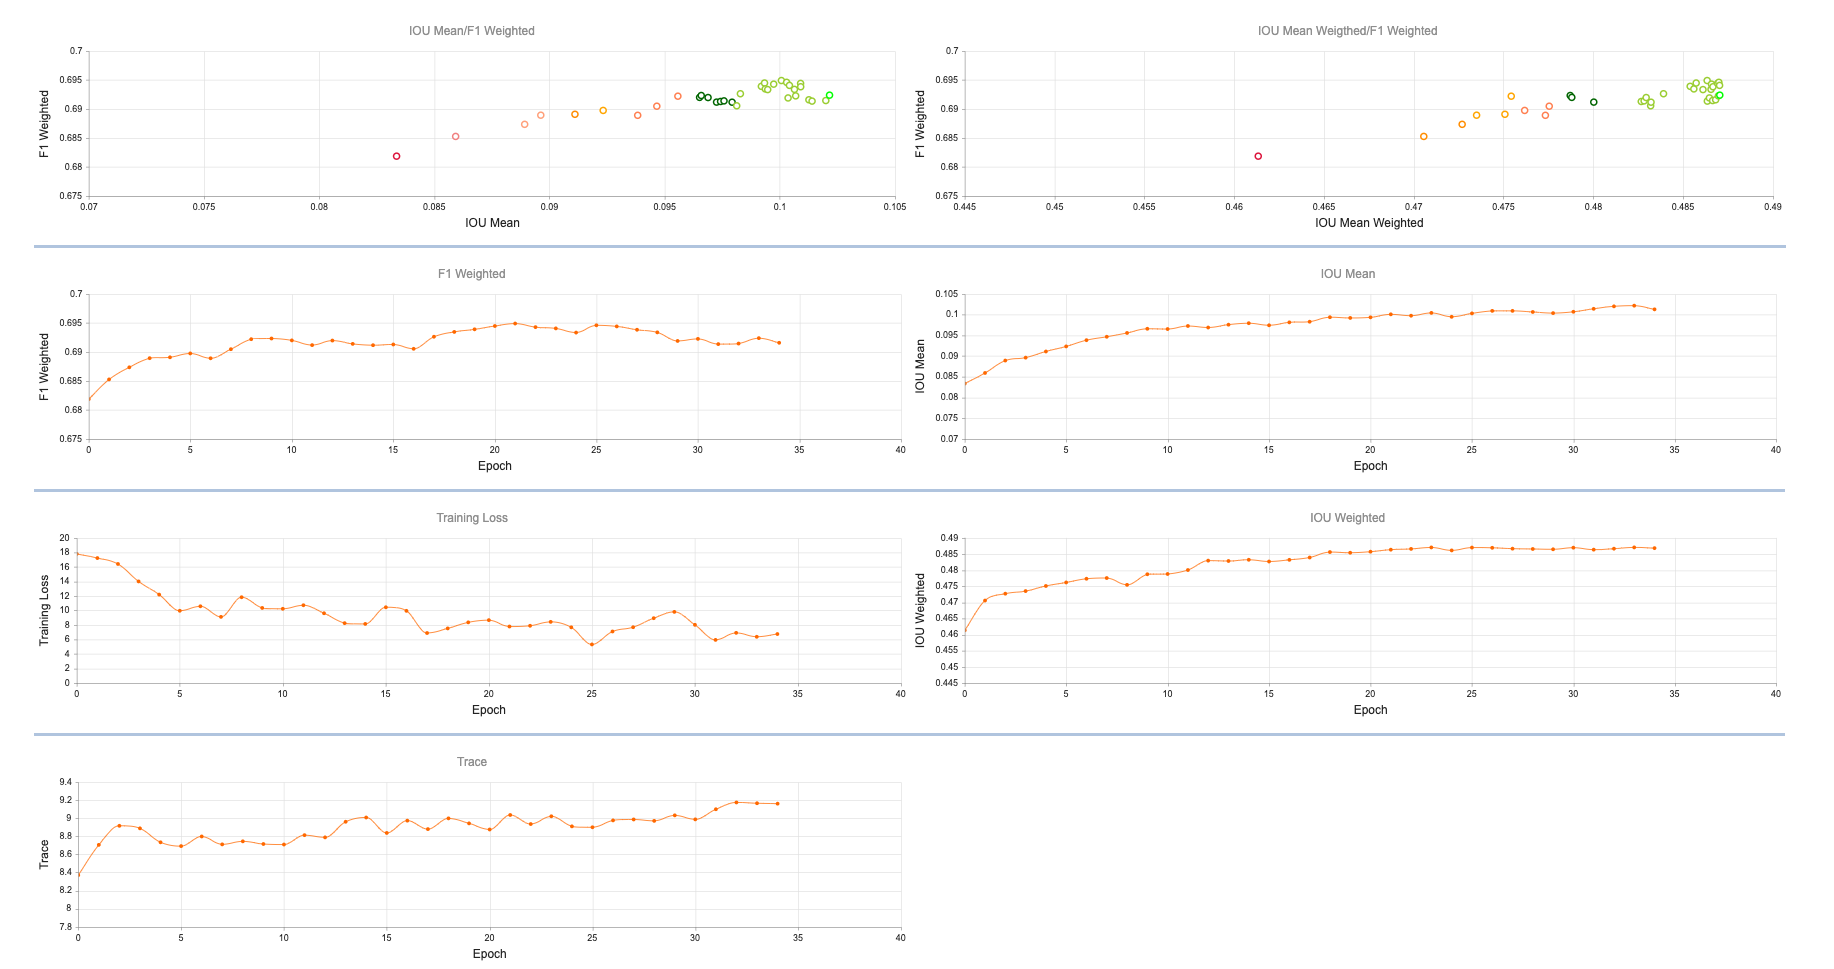 IOU Mean/F1 Weighted
F1 Weighted
0.7
0.695
0.69
0.685
0.68
0.675
0.07 0.075 0.08 0.085 0.09 0.095 0.1 0.105
IOU Mean
IOU Mean Weigthed/F1 Weighted
F1 Weighted
0.7
0.695
0.69
0.685
0.68
0.675
0.445 0.45 0.455 0.46 0.465 0.47 0.475 0.48 0.485 0.49
IOU Mean Weighted
F1 Weighted
F1 Weighted
0.7
0.695
0.69
0.685
0.68
0.675
0 5 10 15 20 25 30 35 40
Epoch
IOU Mean
IOU Mean
0.105
0.1
0.095
0.09
0.085
0.08
0.075
0.07
0 5 10 15 20 25 30 35 40
Epoch
Training Loss
Training Loss
20
18
16
14
12
10
8
6
4
2
0
0 5 10 15 20 25 30 35 40
Epoch
IOU Weighted
IOU Weighted
0.49
0.485
0.48
0.475
0.47
0.465
0.46
0.455
0.45
0.445
0 5 10 15 20 25 30 35 40
Epoch
Trace
Trace
9.4
9.2
9
8.8
8.6
8.4
8.2
8
7.8
0 5 10 15 20 25 30 35 40
Epoch